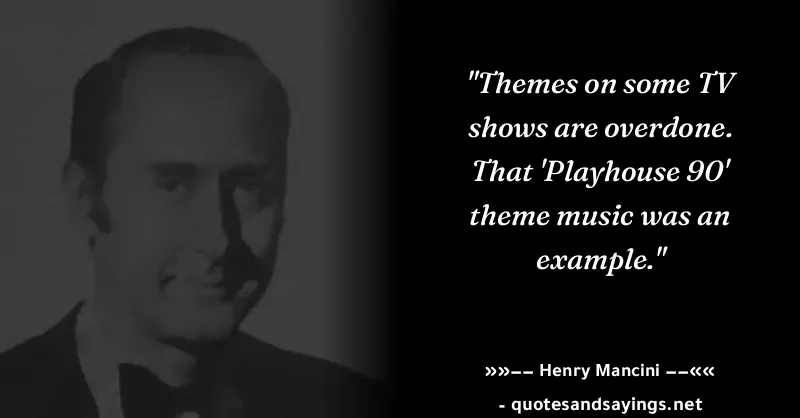 "Themes on some TV
shows are overdone.
That 'Playhouse 90'
theme music was an
example."
»»–– Henry Mancini ––««
- quotesandsayings.net